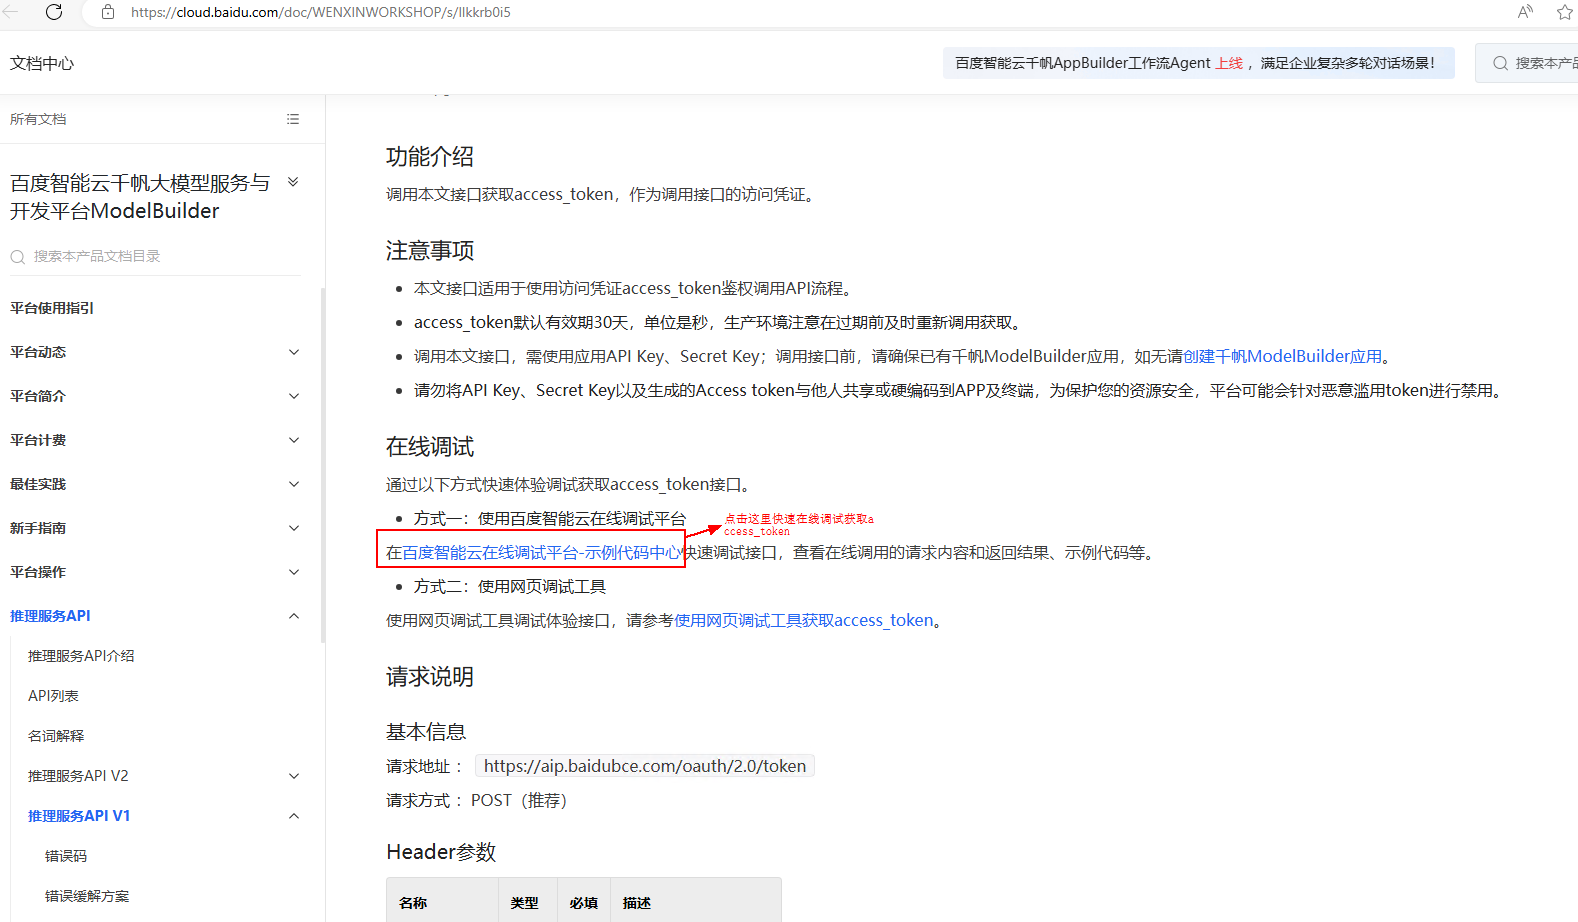 https://cloud.baidu.com/doc/WENXINWORKSHOP/s/Ilkkrb0i5
文档中心
百度智能云千帆AppBuilder工作流Agent 上线 ，满足企业复杂多轮对话场景！
搜索本产品
所有文档
百度智能云千帆大模型服务与
开发平台ModelBuilder
搜索本产品文档目录
平台使用指引
平台动态
平台简介
平台计费
最佳实践
新手指南
平台操作
推理服务API
推理服务API介绍
API列表
名词解释
推理服务API V2
推理服务API V1
错误码
错误缓解方案
功能介绍
调用本文接口获取access_token，作为调用接口的访问凭证。
注意事项
本文接口适用于使用访问凭证access_token鉴权调用API流程。
access_token默认有效期30天，单位是秒，生产环境注意在过期前及时重新调用获取。
调用本文接口，需使用应用API Key、Secret Key；调用接口前，请确保已有千帆ModelBuilder应用，如无请创建千帆ModelBuilder应用。
请勿将API Key、Secret Key以及生成的Access token与他人共享或硬编码到APP及终端，为保护您的资源安全，平台可能会针对恶意滥用token进行禁用。
在线调试
通过以下方式快速体验调试获取access_token接口。
方式一：使用百度智能云在线调试平台
点击这里快速在线调试获取a
ccess_token
在百度智能云在线调试平台-示例代码中心快速调试接口，查看在线调用的请求内容和返回结果、示例代码等。
方式二：使用网页调试工具
使用网页调试工具调试体验接口，请参考使用网页调试工具获取access_token。
请求说明
基本信息
请求地址： https://aip.baidubce.com/oauth/2.0/token
请求方式：POST（推荐）
Header参数
名称 类型 必填 描述